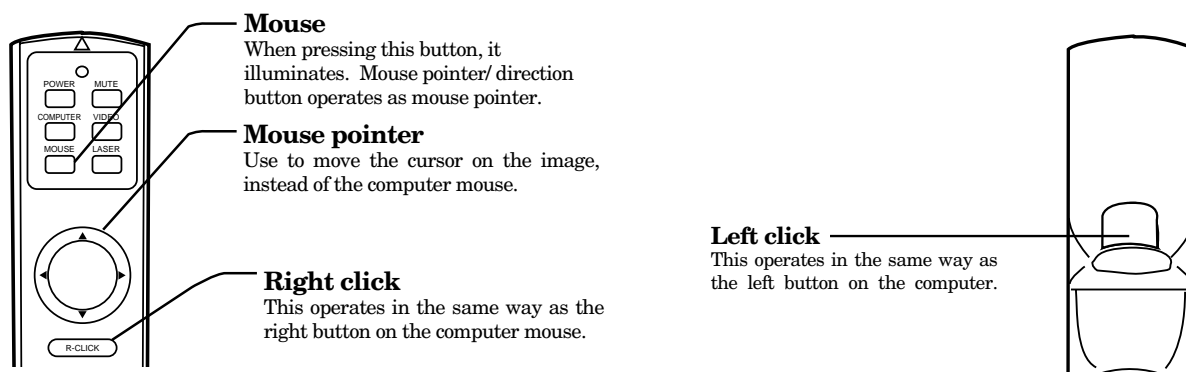 Mouse
When pressing this button, it
illuminates. Mouse pointer/ direction
button operates as mouse pointer.
POWER MUTE
COMPUTER VIDEO
MOUSE LASER
Mouse pointer
Use to move the cursor on the image,
instead of the computer mouse.
Right click
This operates in the same way as the
right button on the computer mouse.
R-CLICK
Left click
This operates in the same way as
the left button on the computer.